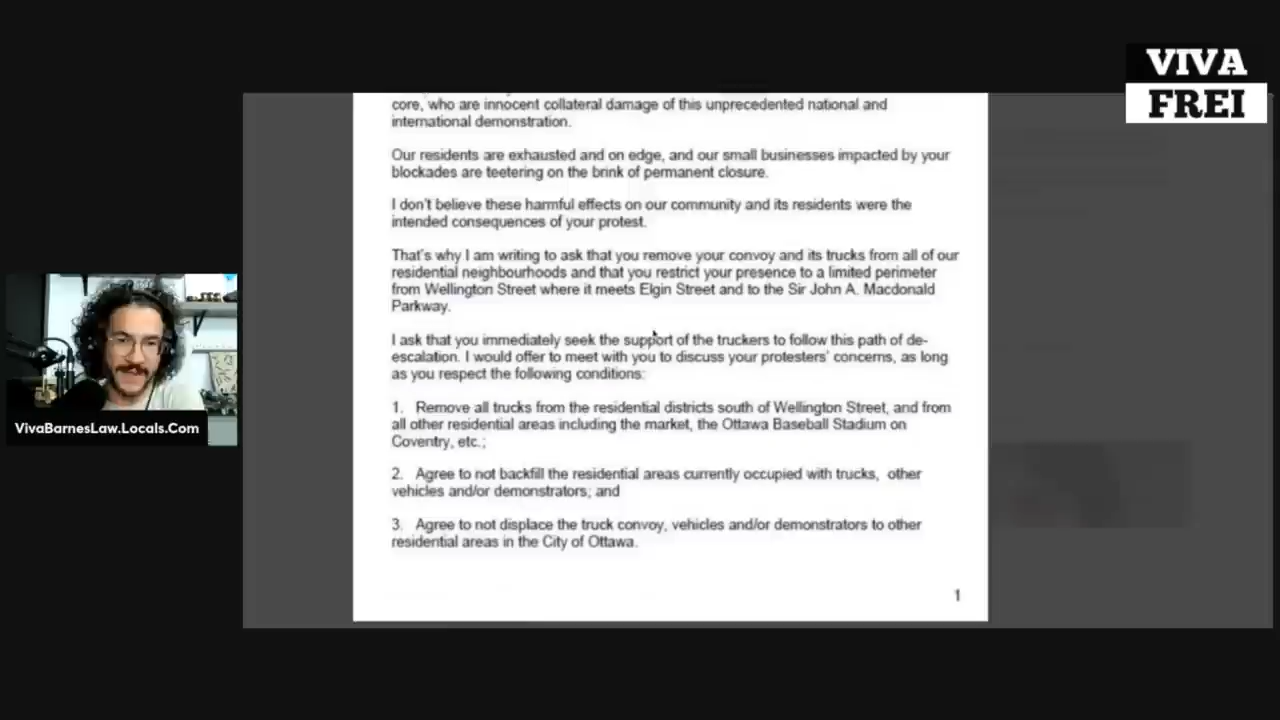 VIVA
FREI
core, who are innocent collateral damage of this unprecedented national and
international demonstration.
Our residents are exhausted and on edge, and our small businesses impacted by your
blockades are teetering on the brink of permanent closure.
I don't believe these harmful effects on our community and its residents were the
intended consequences of your protest.
That's why I am writing to ask that you remove your convoy and its trucks from all of our
residential neighbourhoods and that you restrict your presence to a limited perimeter
from Wellington Street where it meets Elgin Street and to the Sir John A. Macdonald
Parkway.
I ask that you immediately seek the support of the truckers to follow this path of de-
escalation. I would offer to meet with you to discuss your protesters' concerns, as long
as you respect the following conditions:
1. Remove all trucks from the residential districts south of Wellington Street, and from
all other residential areas including the market, the Ottawa Baseball Stadium on
Coventry, etc.;
2. Agree to not backfill the residential areas currently occupied with trucks, other
vehicles and/or demonstrators; and
3. Agree to not displace the truck convoy, vehicles and/or demonstrators to other
residential areas in the City of Ottawa.
1
VivaBarnesLaw.Locals.Com